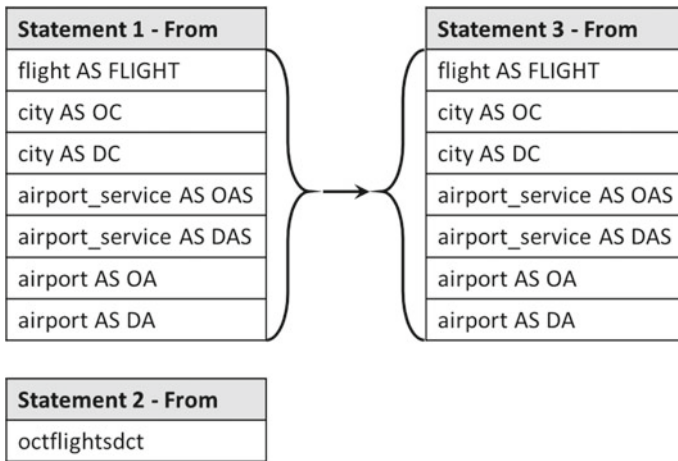 Statement 1 - From
flight AS FLIGHT
city AS OC
city AS DC
airport_service AS OAS
airport_service AS DAS
airport AS OA
airport AS DA
Statement 3 - From
flight AS FLIGHT
city AS OC
city AS DC
airport_service AS OAS
airport_service AS DAS
airport AS OA
airport AS DA
Statement 2 - From
octflightsdct